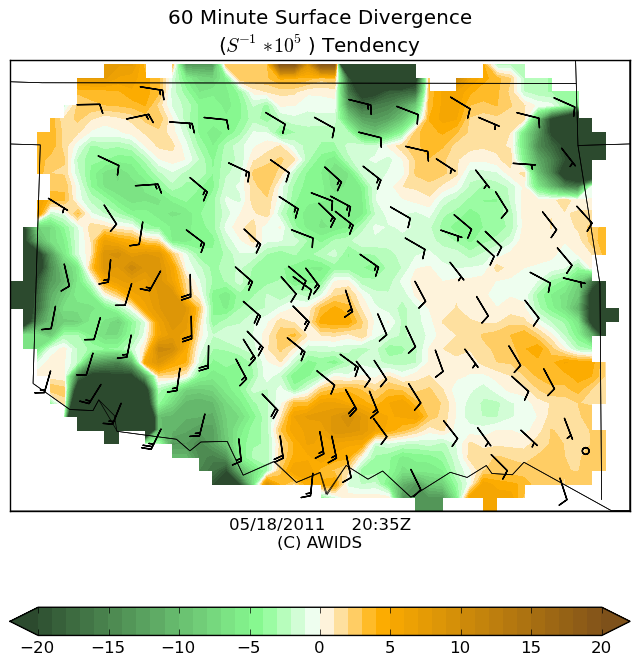 60 Minute Surface Divergence
(S⁻¹ *10⁵ ) Tendency
05/18/2011 20:35Z
(C) AWIDS
−20 −15 −10 −5 0 5 10 15 20